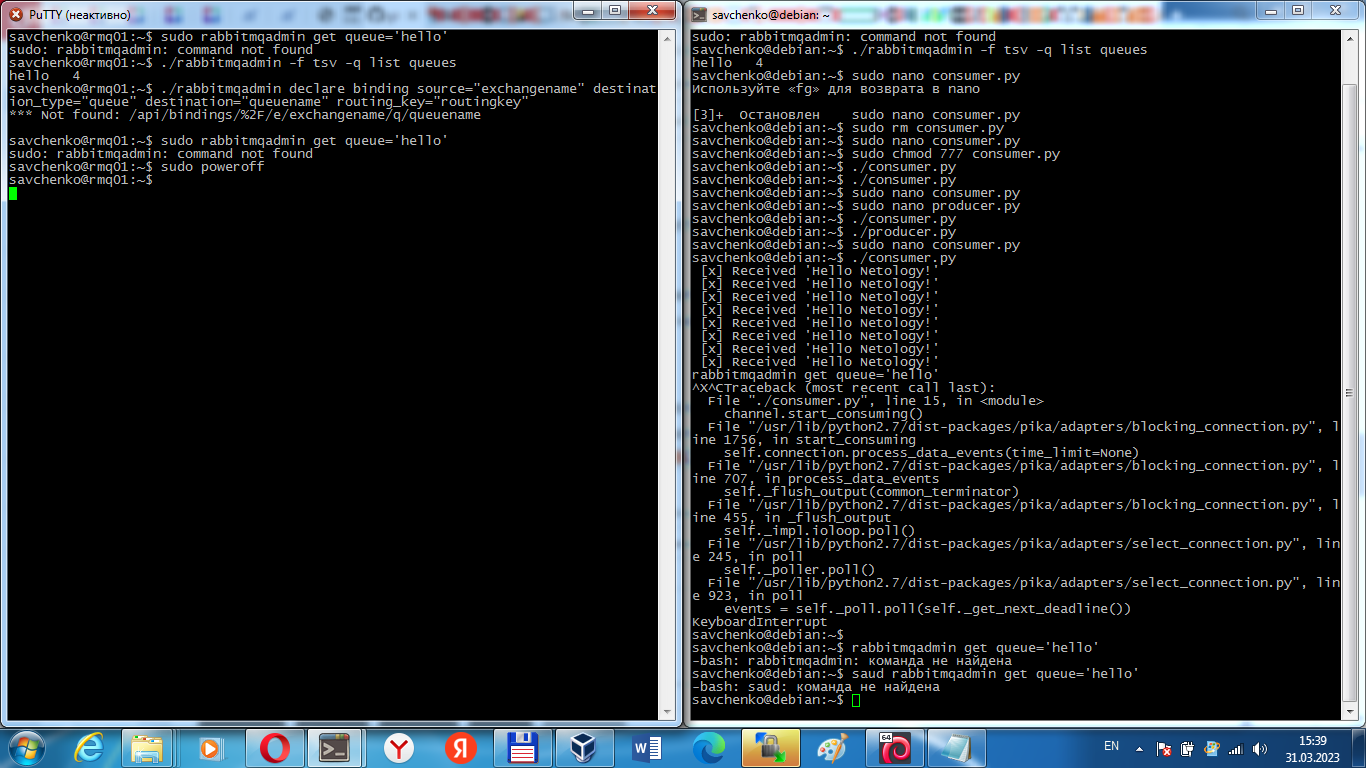 PuTTY (неактивно)
savchenko@rmq01:~$ sudo rabbitmqadmin get queue='hello'
sudo: rabbitmqadmin: command not found
savchenko@rmq01:~$ ./rabbitmqadmin -f tsv -q list queues
hello   4
savchenko@rmq01:~$ ./rabbitmqadmin declare binding source="exchangename" destinat
ion_type="queue" destination="queuename" routing_key="routingkey"
*** Not found: /api/bindings/%2F/e/exchangename/q/queuename
savchenko@rmq01:~$ sudo rabbitmqadmin get queue='hello'
sudo: rabbitmqadmin: command not found
savchenko@rmq01:~$ sudo poweroff
savchenko@rmq01:~$
savchenko@debian: ~
sudo: rabbitmqadmin: command not found
savchenko@debian:~$ ./rabbitmqadmin -f tsv -q list queues
hello   4
savchenko@debian:~$ sudo nano consumer.py
Используйте «fg» для возврата в nano
[3]+  Остановлен    sudo nano consumer.py
savchenko@debian:~$ sudo rm consumer.py
savchenko@debian:~$ sudo nano consumer.py
savchenko@debian:~$ sudo chmod 777 consumer.py
savchenko@debian:~$ ./consumer.py
savchenko@debian:~$ ./consumer.py
savchenko@debian:~$ sudo nano consumer.py
savchenko@debian:~$ sudo nano producer.py
savchenko@debian:~$ ./consumer.py
savchenko@debian:~$ ./producer.py
savchenko@debian:~$ sudo nano consumer.py
savchenko@debian:~$ ./consumer.py
[x] Received 'Hello Netology!'
[x] Received 'Hello Netology!'
[x] Received 'Hello Netology!'
[x] Received 'Hello Netology!'
[x] Received 'Hello Netology!'
[x] Received 'Hello Netology!'
[x] Received 'Hello Netology!'
[x] Received 'Hello Netology!'
rabbitmqadmin get queue='hello'
^X^CTraceback (most recent call last):
File "./consumer.py", line 15, in <module>
channel.start_consuming()
File "/usr/lib/python2.7/dist-packages/pika/adapters/blocking_connection.py", l
ine 1756, in start_consuming
self.connection.process_data_events(time_limit=None)
File "/usr/lib/python2.7/dist-packages/pika/adapters/blocking_connection.py", l
ine 707, in process_data_events
self._flush_output(common_terminator)
File "/usr/lib/python2.7/dist-packages/pika/adapters/blocking_connection.py", l
ine 455, in _flush_output
self._impl.ioloop.poll()
File "/usr/lib/python2.7/dist-packages/pika/adapters/select_connection.py", lin
e 245, in poll
self._poller.poll()
File "/usr/lib/python2.7/dist-packages/pika/adapters/select_connection.py", lin
e 923, in poll
events = self._poll.poll(self._get_next_deadline())
KeyboardInterrupt
savchenko@debian:~$
savchenko@debian:~$ rabbitmqadmin get queue='hello'
-bash: rabbitmqadmin: команда не найдена
savchenko@debian:~$ saud rabbitmqadmin get queue='hello'
-bash: saud: команда не найдена
savchenko@debian:~$
64
EN
15:39
31.03.2023